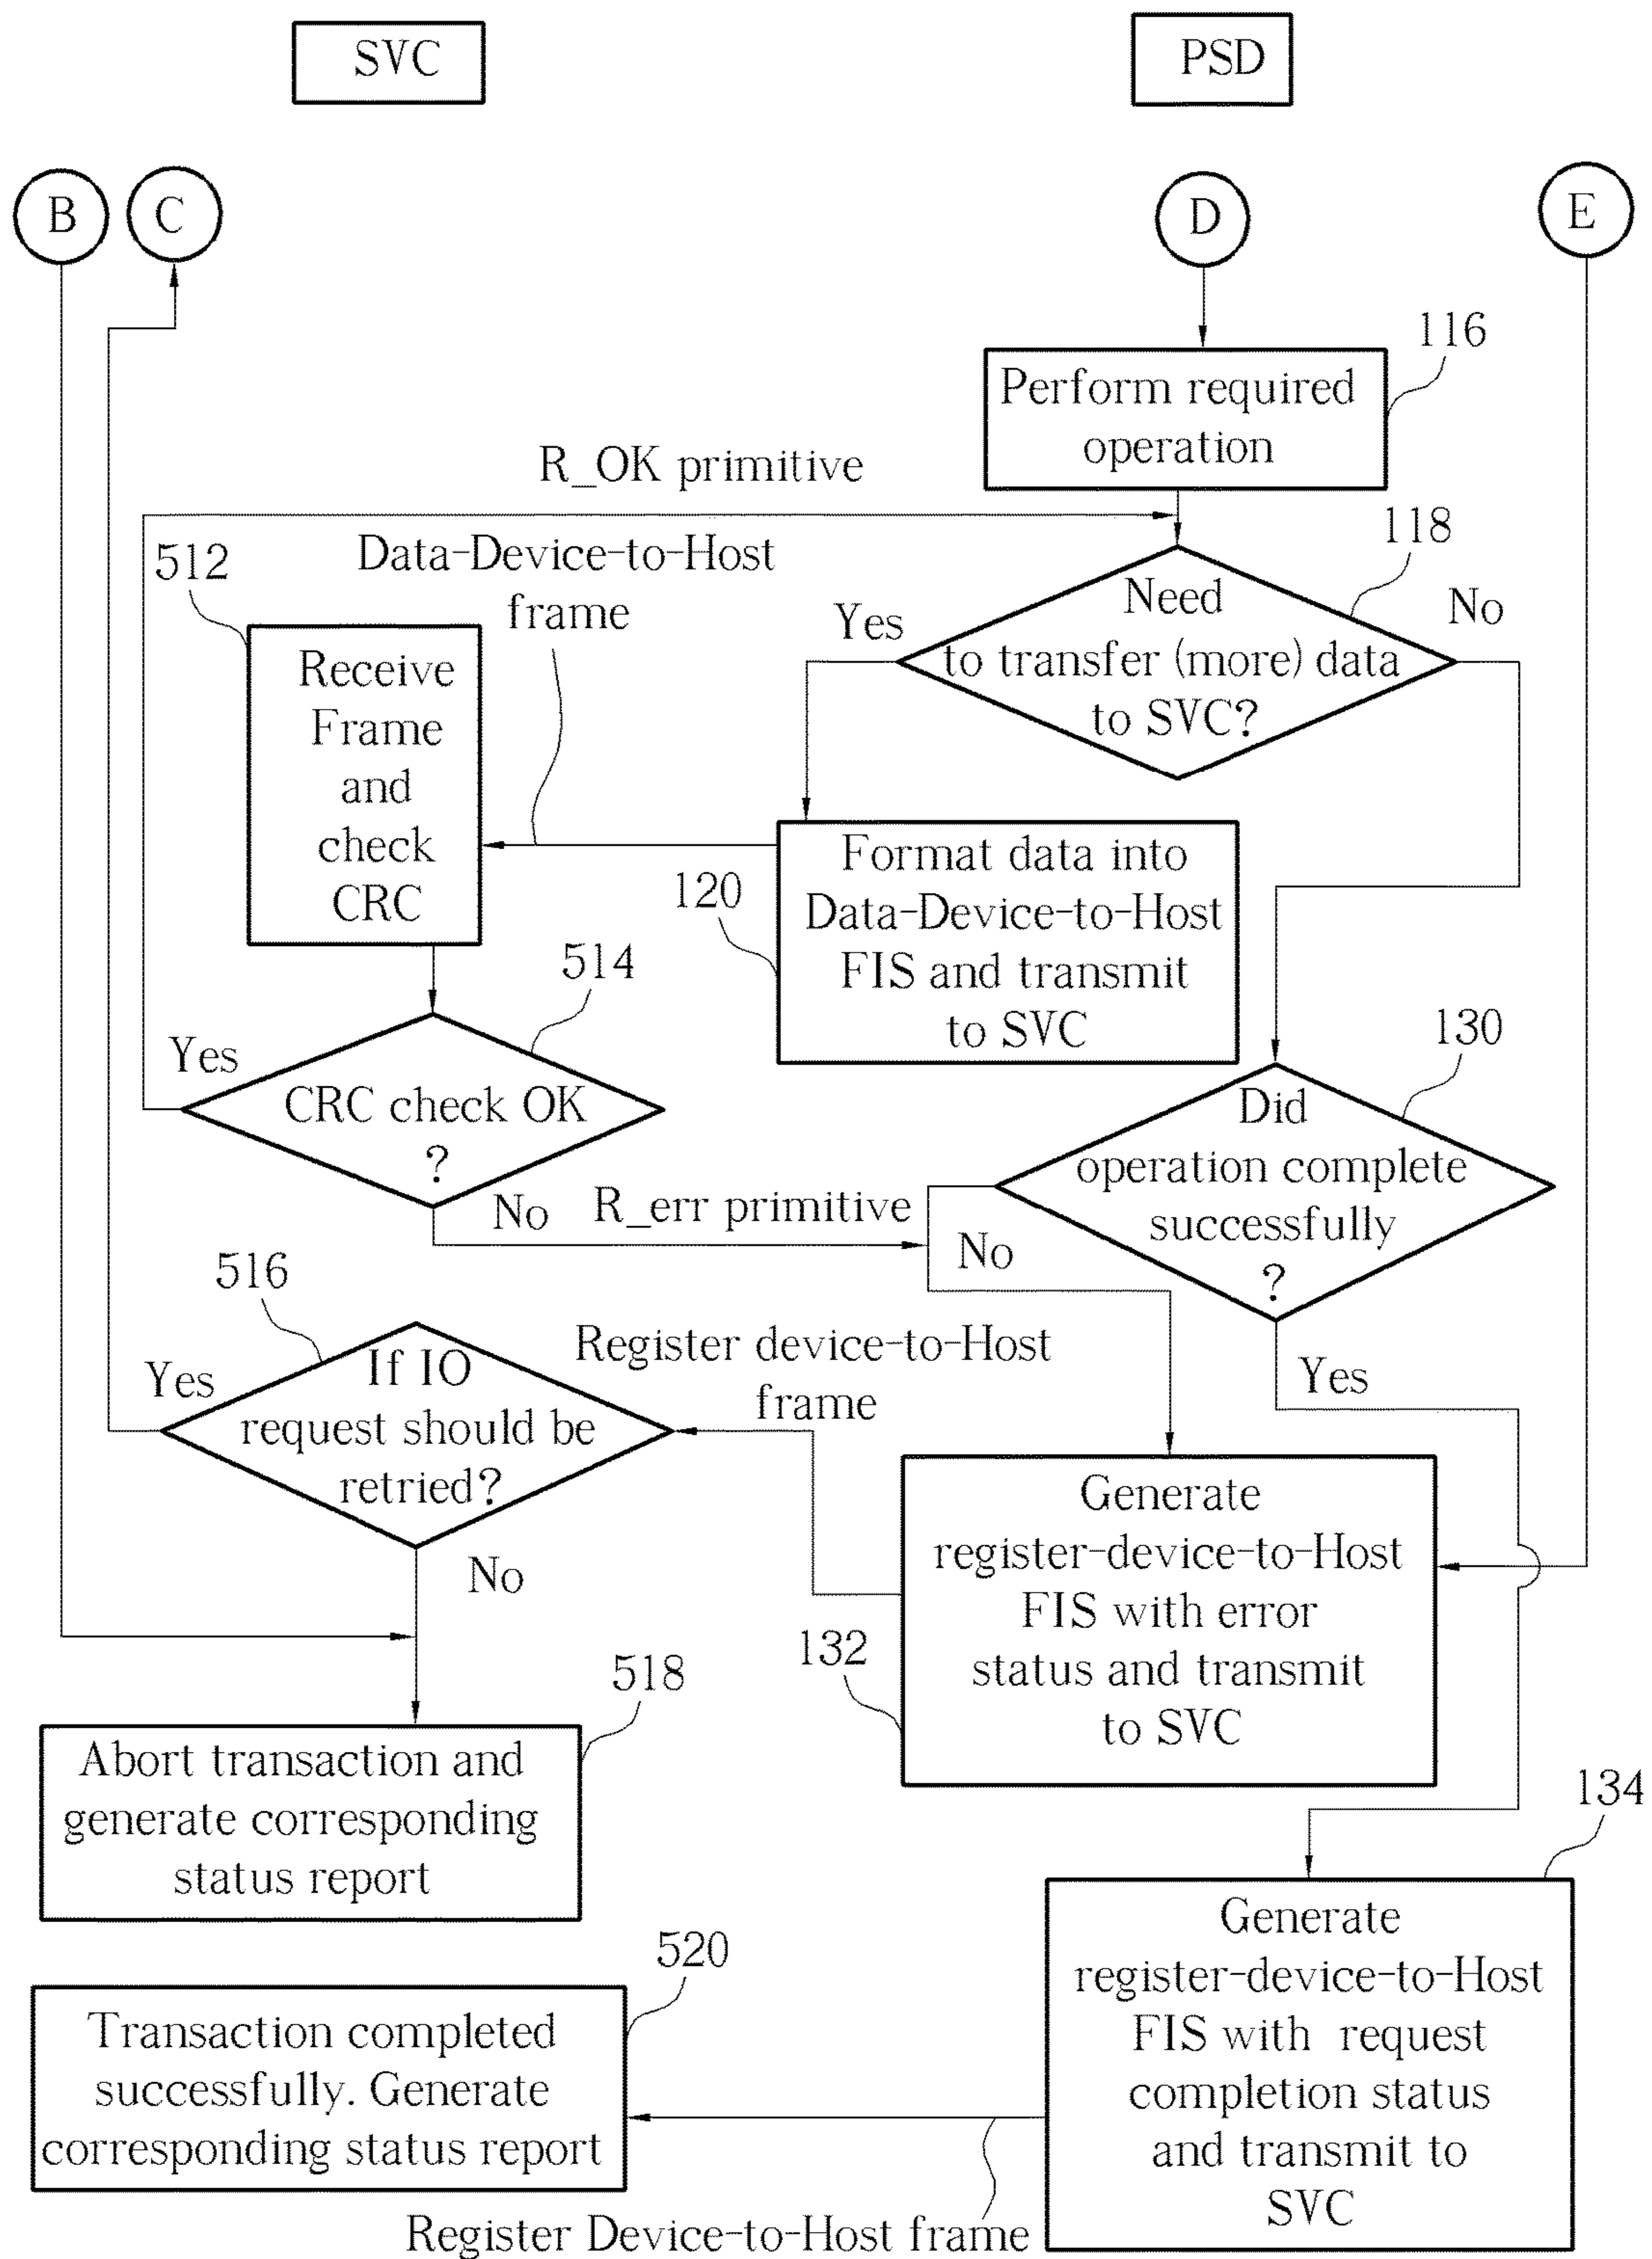 SVC
PSD
B
C
D
E
116
Perform required
operation
R_OK primitive
118
512
Data-Device-to-Host
frame
Need
to transfer (more) data
to SVC?
Yes
No
Receive
Frame
and
check
CRC
120
Format data into
Data-Device-to-Host
FIS and transmit
to SVC
514
Yes
CRC check OK
?
No
R_err primitive
130
Did
operation complete
successfully
?
No
Yes
516
If IO
request should be
retried?
Yes
No
Register device-to-Host
frame
132
Generate
register-device-to-Host
FIS with error
status and transmit
to SVC
518
Abort transaction and
generate corresponding
status report
134
Generate
register-device-to-Host
FIS with request
completion status
and transmit to
SVC
520
Transaction completed
successfully. Generate
corresponding status report
Register Device-to-Host frame